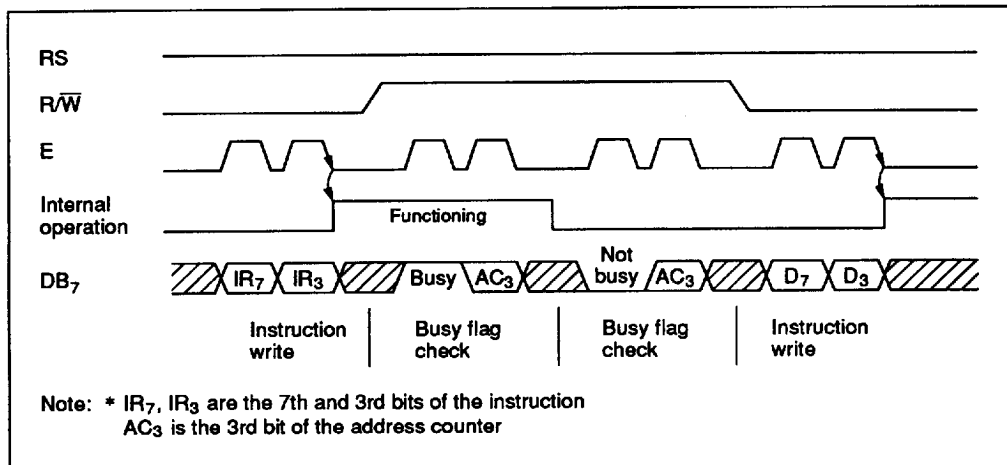 RS
R/W̅
E
Internal operation
Functioning
DB₇ IR₇ IR₃ Busy AC₃ Not busy AC₃ D₇ D₃
Instruction write
Busy flag check
Busy flag check
Instruction write
Note: * IR₇, IR₃ are the 7th and 3rd bits of the instruction
AC₃ is the 3rd bit of the address counter